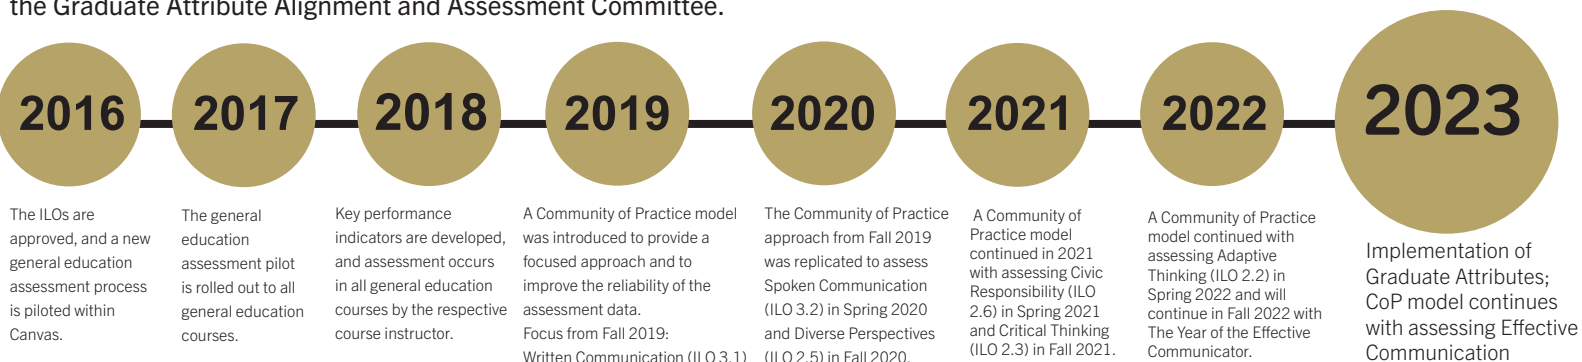 the Graduate Attribute Alignment and Assessment Committee.
2016
2017
2018
2019
2020
2021
2022
2023
The ILOs are
approved, and a new
general education
assessment process
is piloted within
Canvas.
The general
education
assessment pilot
is rolled out to all
general education
courses.
Key performance
indicators are developed,
and assessment occurs
in all general education
courses by the respective
course instructor.
A Community of Practice model
was introduced to provide a
focused approach and to
improve the reliability of the
assessment data.
Focus from Fall 2019:
Written Communication (ILO 3.1)
The Community of Practice
approach from Fall 2019
was replicated to assess
Spoken Communication
(ILO 3.2) in Spring 2020
and Diverse Perspectives
(ILO 2.5) in Fall 2020.
A Community of
Practice model
continued in 2021
with assessing Civic
Responsibility (ILO
2.6) in Spring 2021
and Critical Thinking
(ILO 2.3) in Fall 2021.
A Community of Practice
model continued with
assessing Adaptive
Thinking (ILO 2.2) in
Spring 2022 and will
continue in Fall 2022 with
The Year of the Effective
Communicator.
Implementation of
Graduate Attributes;
CoP model continues
with assessing Effective
Communication